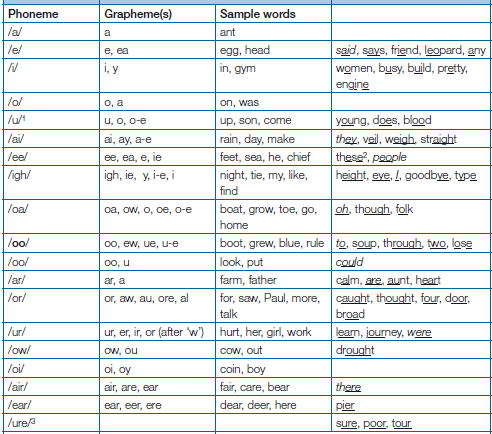 Phoneme Grapheme(s) Sample words
/a/ a ant
/e/ e, ea egg, head said, says, friend, leopard, any
/i/ i, y in, gym women, busy, build, pretty,
engine
/o/ o, a on, was
/u/¹ u, o, o-e up, son, come young, does, blood
/ai/ ai, ay, a-e rain, day, make they, veil, weigh, straight
/ee/ ee, ea, e, ie feet, sea, he, chief these², people
/igh/ igh, ie, y, i-e, i night, tie, my, like, height, eye, I, goodbye, type
find
/oa/ oa, ow, o, oe, o-e boat, grow, toe, go, oh, though, folk
home
/oo/ oo, ew, ue, u-e boot, grew, blue, rule to, soup, through, two, lose
/oo/ oo, u look, put could
/ar/ ar, a farm, father calm, are, aunt, heart
/or/ or, aw, au, ore, al for, saw, Paul, more, caught, thought, four, door,
talk broad
/ur/ ur, er, ir, or (after ‘w’) hurt, her, girl, work learn, journey, were
/ow/ ow, ou cow, out drought
/oi/ oi, oy coin, boy
/air/ air, are, ear fair, care, bear there
/ear/ ear, eer, ere dear, deer, here pier
/ure/³ sure, poor, tour